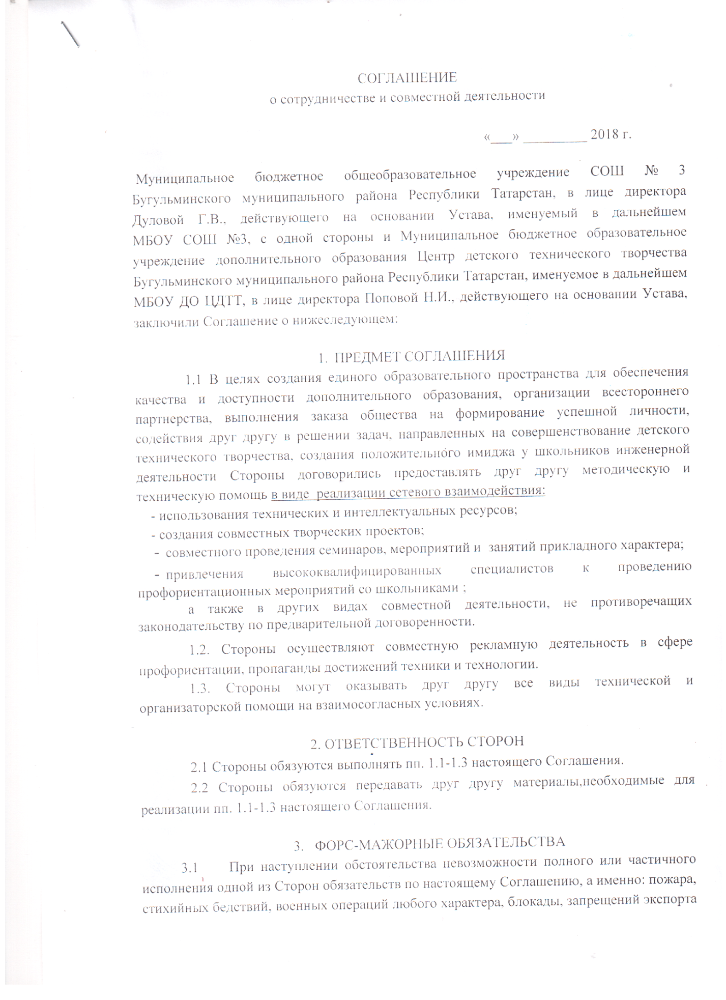 СОГЛАШЕНИЕ
о сотрудничестве и совместной деятельности
«___» _________ 2018 г.
Муниципальное бюджетное общеобразовательное учреждение СОШ № 3
Бугульминского муниципального района Республики Татарстан, в лице директора
Дуловой Г.В., действующего на основании Устава, именуемый в дальнейшем
МБОУ СОШ №3, с одной стороны и Муниципальное бюджетное образовательное
учреждение дополнительного образования Центр детского технического творчества
Бугульминского муниципального района Республики Татарстан, именуемое в дальнейшем
МБОУ ДО ЦДТТ, в лице директора Поповой Н.И., действующего на основании Устава,
заключили Соглашение о нижеследующем:
1. ПРЕДМЕТ СОГЛАШЕНИЯ
1.1 В целях создания единого образовательного пространства для обеспечения
качества и доступности дополнительного образования, организации всестороннего
партнерства, выполнения заказа общества на формирование успешной личности,
содействия друг другу в решении задач, направленных на совершенствование детского
технического творчества, создания положительного имиджа у школьников инженерной
деятельности Стороны договорились предоставлять друг другу методическую и
техническую помощь в виде реализации сетевого взаимодействия:
- использования технических и интеллектуальных ресурсов;
- создания совместных творческих проектов;
- совместного проведения семинаров, мероприятий и занятий прикладного характера;
- привлечения высококвалифицированных специалистов к проведению
профориентационных мероприятий со школьниками ;
а также в других видах совместной деятельности, не противоречащих
законодательству по предварительной договоренности.
1.2. Стороны осуществляют совместную рекламную деятельность в сфере
профориентации, пропаганды достижений техники и технологии.
1.3. Стороны могут оказывать друг другу все виды технической и
организаторской помощи на взаимосогласных условиях.
2. ОТВЕТСТВЕННОСТЬ СТОРОН
2.1 Стороны обязуются выполнять пп. 1.1-1.3 настоящего Соглашения.
2.2 Стороны обязуются передавать друг другу материалы,необходимые для
реализации пп. 1.1-1.3 настоящего Соглашения.
3. ФОРС-МАЖОРНЫЕ ОБЯЗАТЕЛЬСТВА
3.1 При наступлении обстоятельства невозможности полного или частичного
исполнения одной из Сторон обязательств по настоящему Соглашению, а именно: пожара,
стихийных бедствий, военных операций любого характера, блокады, запрещений экспорта